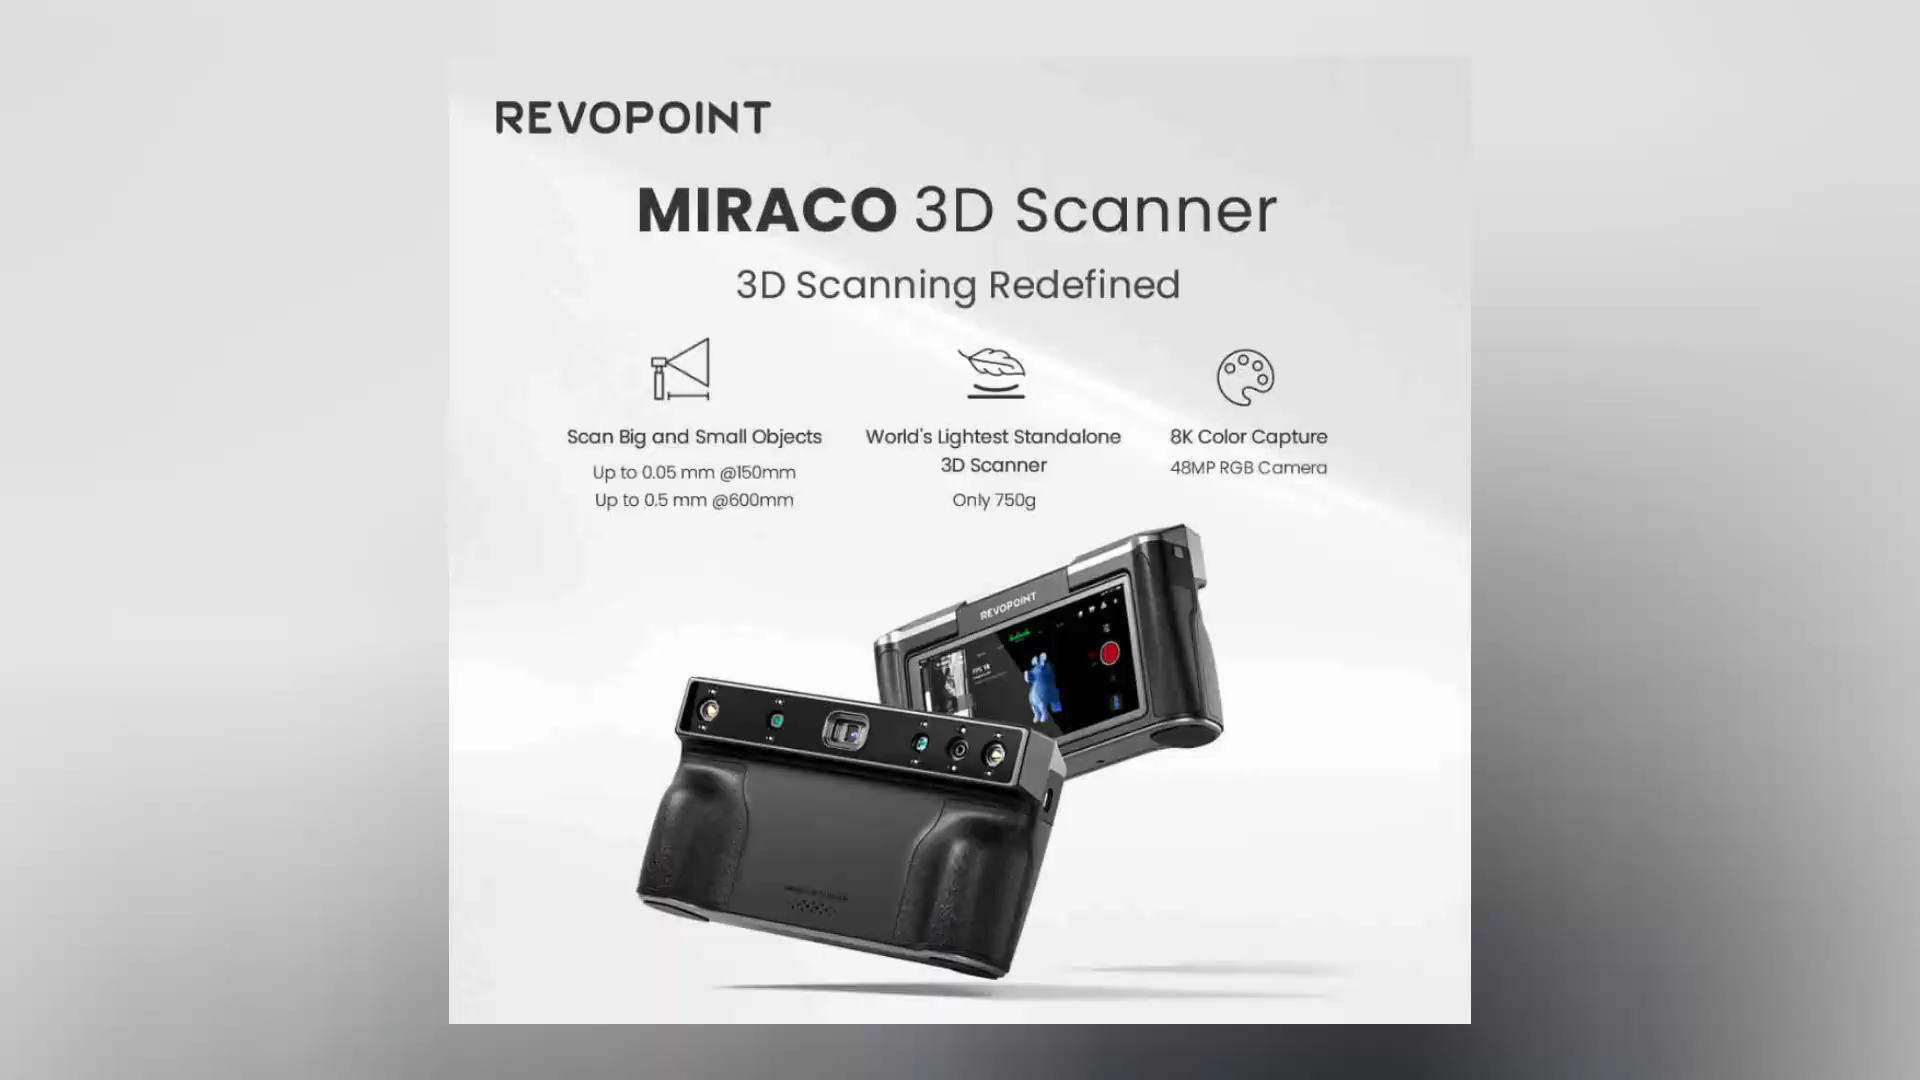 REVOPOINT
MIRACO 3D Scanner
3D Scanning Redefined
Scan Big and Small Objects
Up to 0.05 mm @150mm
Up to 0.5 mm @600mm
World's Lightest Standalone
3D Scanner
Only 750g
8K Color Capture
48MP RGB Camera
REVOPOINT